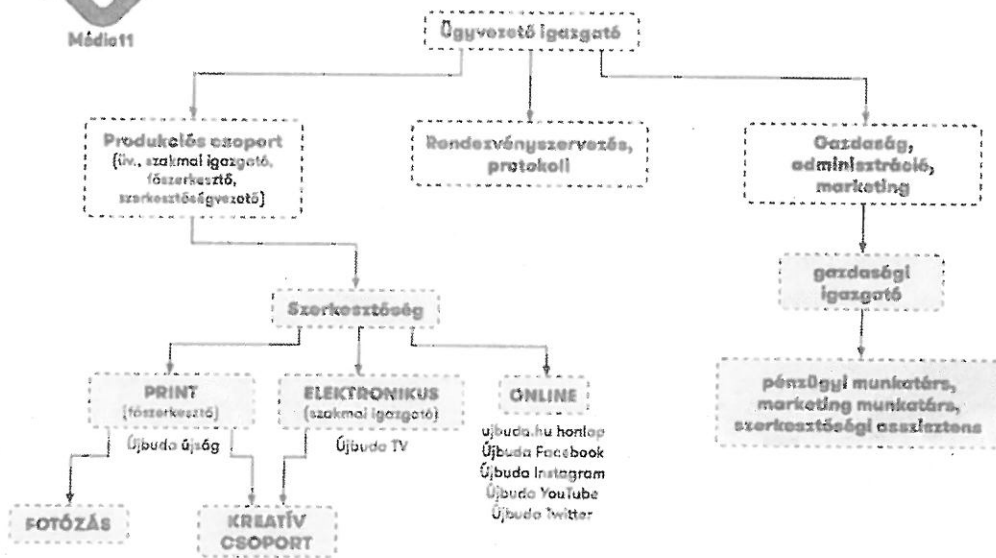 Média11
Ügyvezető igazgató
Produkciós csoport
(üv., szakmai igazgató,
főszerkesztő,
szerkesztőségvezető)
Rendezvényszervezés,
protokoll
Gazdaság,
adminisztráció,
marketing
gazdasági
igazgató
Szerkesztőség
PRINT
(főszerkesztő)
Újbuda újság
ELEKTRONIKUS
(szakmai igazgató)
Újbuda TV
ONLINE
ujbuda.hu honlap
Újbuda Facebook
Újbuda Instagram
Újbuda YouTube
Újbuda Twitter
pénzügyi munkatárs,
marketing munkatárs,
szerkesztőségi asszisztens
FOTÓZÁS
KREATÍV
CSOPORT